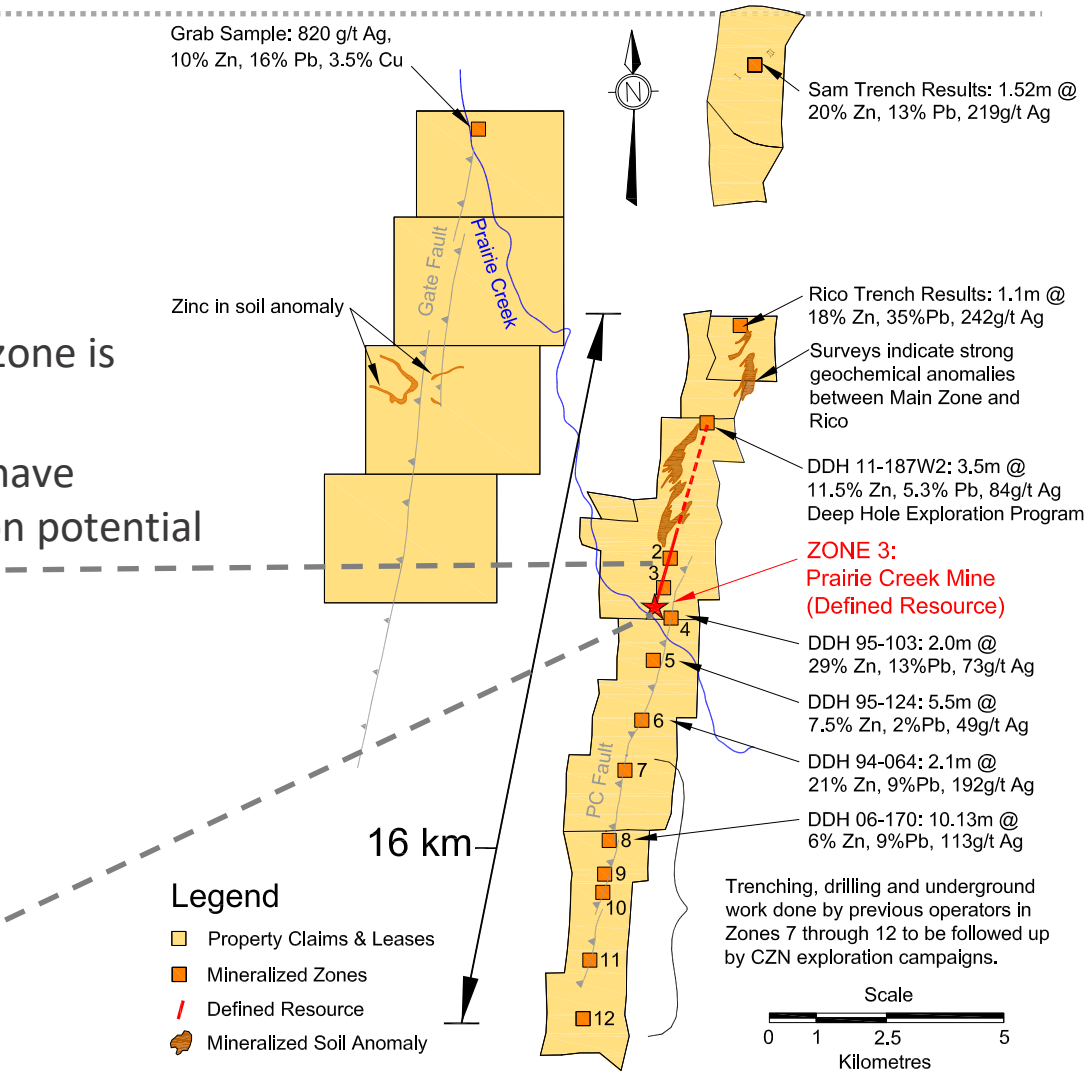 Grab Sample: 820 g/t Ag,
10% Zn, 16% Pb, 3.5% Cu
N
Sam Trench Results: 1.52m @
20% Zn, 13% Pb, 219g/t Ag
Gate Fault
Prairie Creek
Zinc in soil anomaly
zone is
have
on potential
Rico Trench Results: 1.1m @
18% Zn, 35%Pb, 242g/t Ag
Surveys indicate strong
geochemical anomalies
between Main Zone and
Rico
DDH 11-187W2: 3.5m @
11.5% Zn, 5.3% Pb, 84g/t Ag
Deep Hole Exploration Program
ZONE 3:
Prairie Creek Mine
(Defined Resource)
DDH 95-103: 2.0m @
29% Zn, 13%Pb, 73g/t Ag
DDH 95-124: 5.5m @
7.5% Zn, 2%Pb, 49g/t Ag
DDH 94-064: 2.1m @
21% Zn, 9%Pb, 192g/t Ag
DDH 06-170: 10.13m @
6% Zn, 9%Pb, 113g/t Ag
2
3
4
5
6
7
8
9
10
11
12
PC Fault
16 km
Trenching, drilling and underground
work done by previous operators in
Zones 7 through 12 to be followed up
by CZN exploration campaigns.
Legend
Property Claims & Leases
Mineralized Zones
Defined Resource
Mineralized Soil Anomaly
Scale
0 1 2.5 5
Kilometres